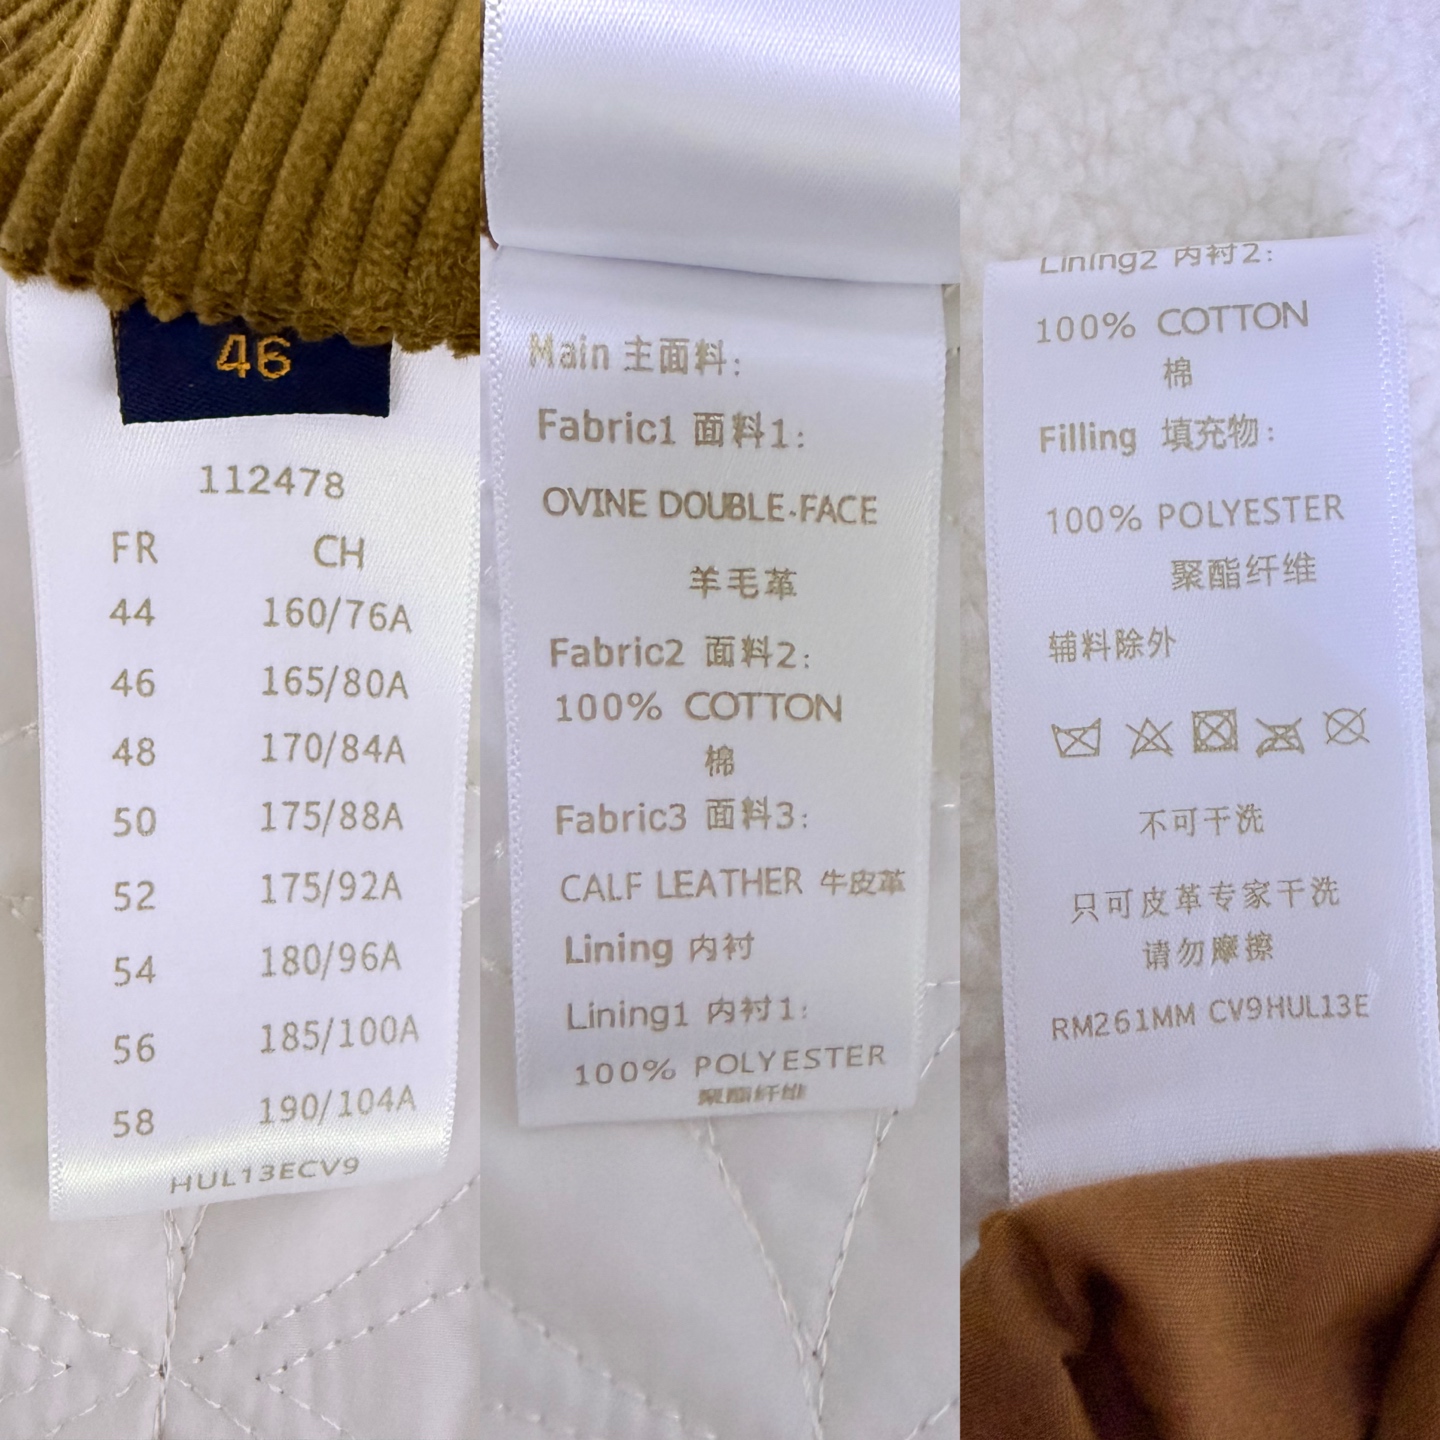 46
112478
FR CH
44 160/76A
46 165/80A
48 170/84A
50 175/88A
52 175/92A
54 180/96A
56 185/100A
58 190/104A
HUL13ECV9
Main 主面料:
Fabric1 面料1:
OVINE DOUBLE-FACE
羊毛革
Fabric2 面料2:
100% COTTON
棉
Fabric3 面料3:
CALF LEATHER 牛皮革
Lining 内衬
Lining1 内衬1:
100% POLYESTER
聚酯纤维
Lining2 内衬2:
100% COTTON
棉
Filling 填充物:
100% POLYESTER
聚酯纤维
辅料除外
不可干洗
只可皮革专家干洗
请勿摩擦
RM261MM CV9HUL13E